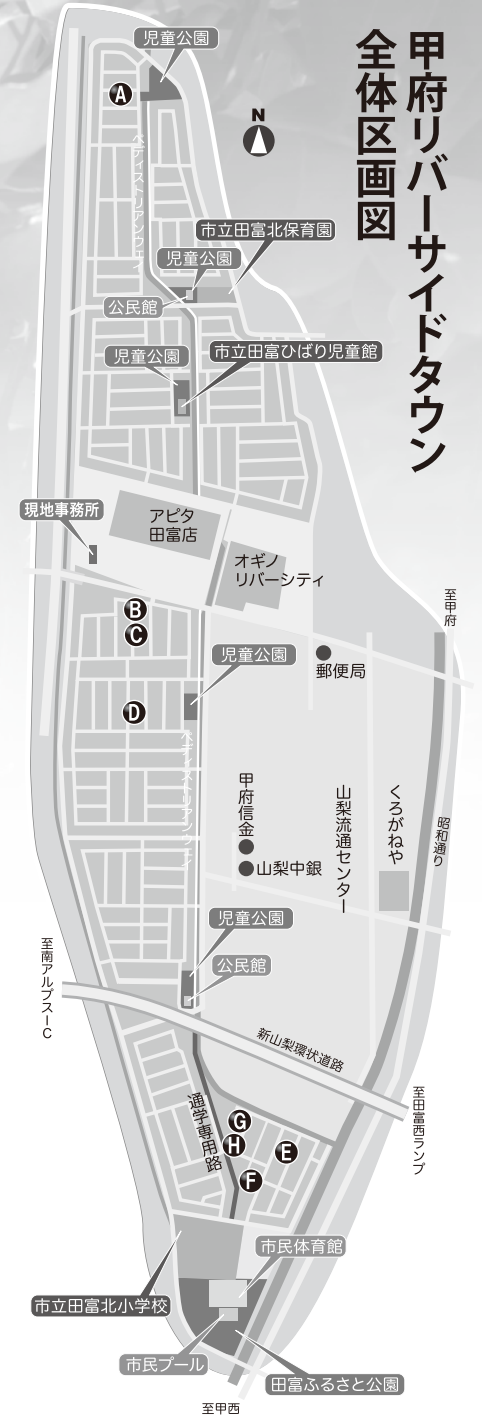 甲府リバーサイドタウン
全体区画図
児童公園
A
N
ペディストリアンウェイ
市立田富北保育園
児童公園
公民館
児童公園
市立田富ひばり児童館
現地事務所
アピタ
田富店
オギノ
リバーシティ
至甲府
B
C
児童公園
郵便局
D
ペディストリアンウェイ
甲府信金
山梨中銀
山梨流通センター
くろがねや
昭和通り
児童公園
公民館
至南アルプスIC
新山梨環状道路
至田富西ランプ
通学専用路
G
H
E
F
市民体育館
市立田富北小学校
市民プール
田富ふるさと公園
至甲西